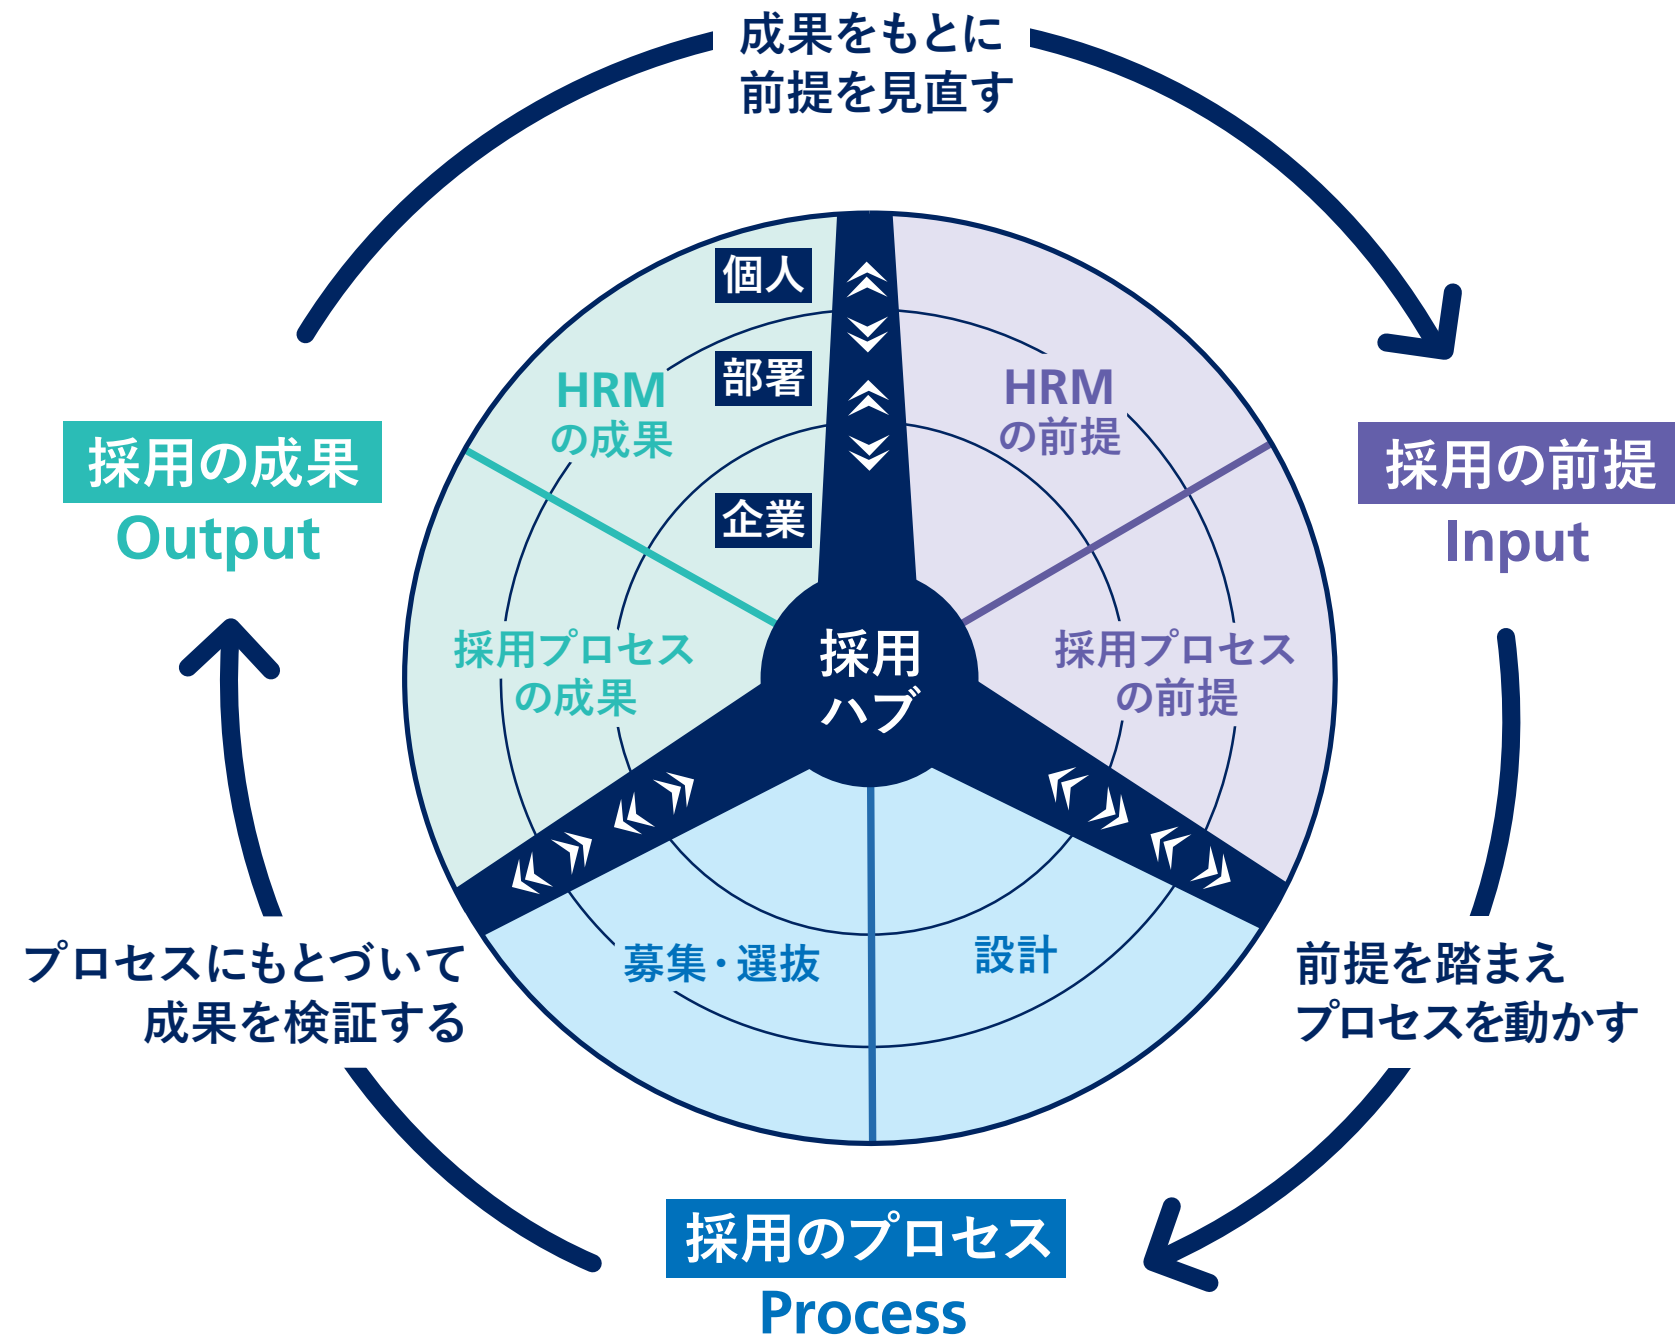 成果をもとに
前提を見直す
個人
部署
企業
HRM
の成果
HRM
の前提
採用の成果
Output
採用の前提
Input
採用プロセス
の成果
採用
ハブ
採用プロセス
の前提
募集・選抜
設計
プロセスにもとづいて
成果を検証する
前提を踏まえ
プロセスを動かす
採用のプロセス
Process